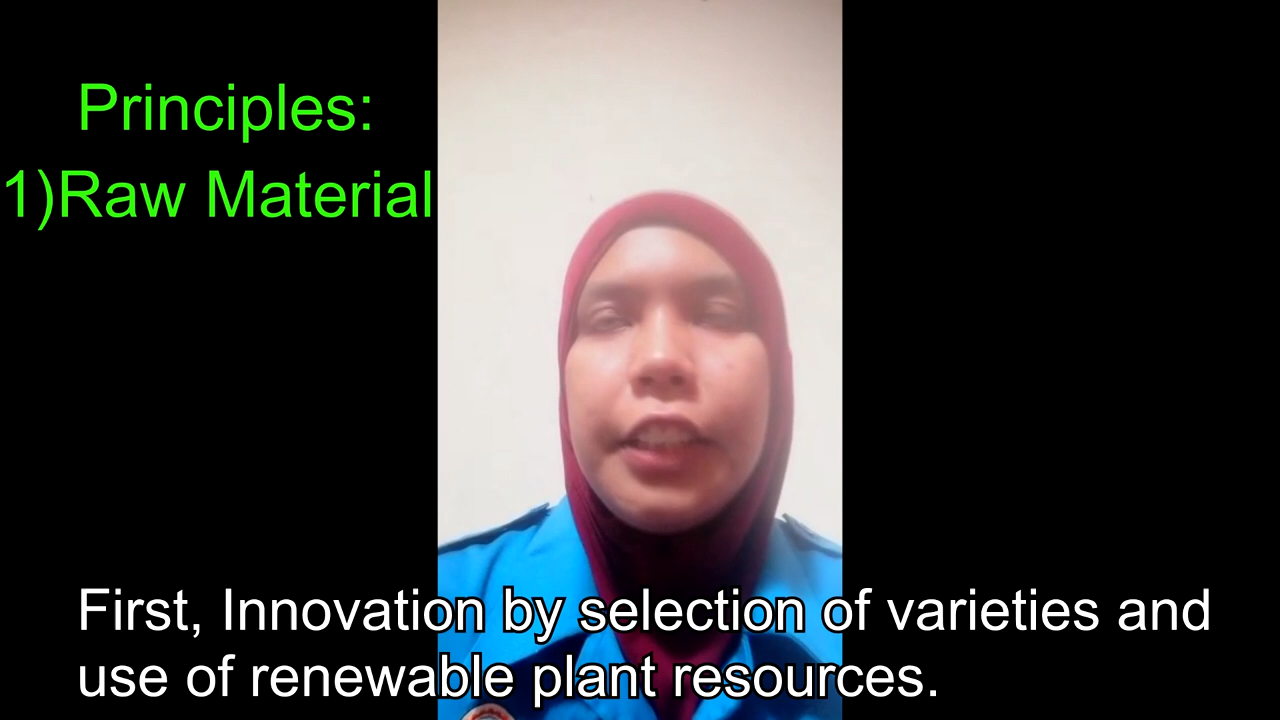 Principles:
1)Raw Material
First, Innovation by selection of varieties and
use of renewable plant resources.